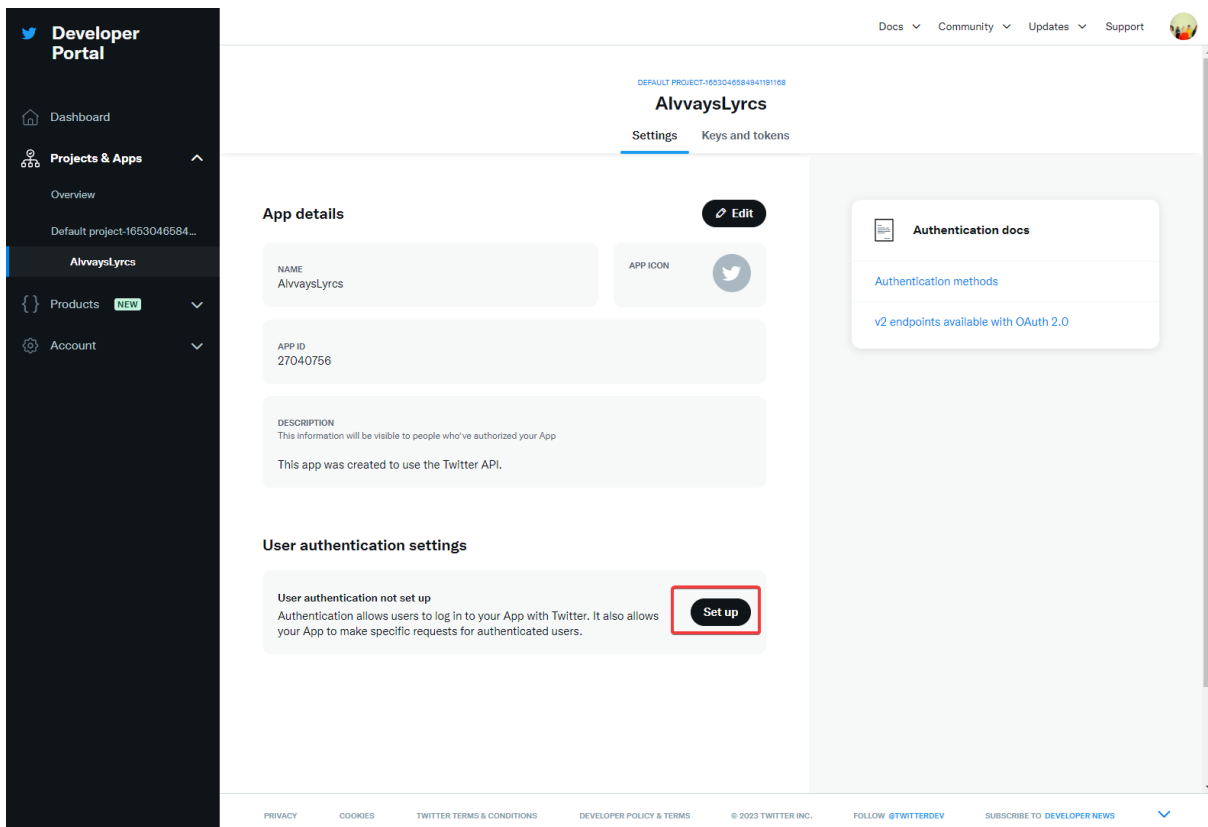 Developer
Portal
Docs
Community
Updates
Support
Dashboard
Projects & Apps
Overview
Default project-1653046584...
AlvvaysLyrcs
Products NEW
Account
DEFAULT PROJECT-1653046584941191168
AlvvaysLyrcs
Settings
Keys and tokens
App details
Edit
NAME
AlvvaysLyrcs
APP ICON
APP ID
27040756
DESCRIPTION
This information will be visible to people who've authorized your App
This app was created to use the Twitter API.
User authentication settings
User authentication not set up
Authentication allows users to log in to your App with Twitter. It also allows
your App to make specific requests for authenticated users.
Set up
Authentication docs
Authentication methods
v2 endpoints available with OAuth 2.0
PRIVACY
COOKIES
TWITTER TERMS & CONDITIONS
DEVELOPER POLICY & TERMS
© 2023 TWITTER INC.
FOLLOW @TWITTERDEV
SUBSCRIBE TO DEVELOPER NEWS